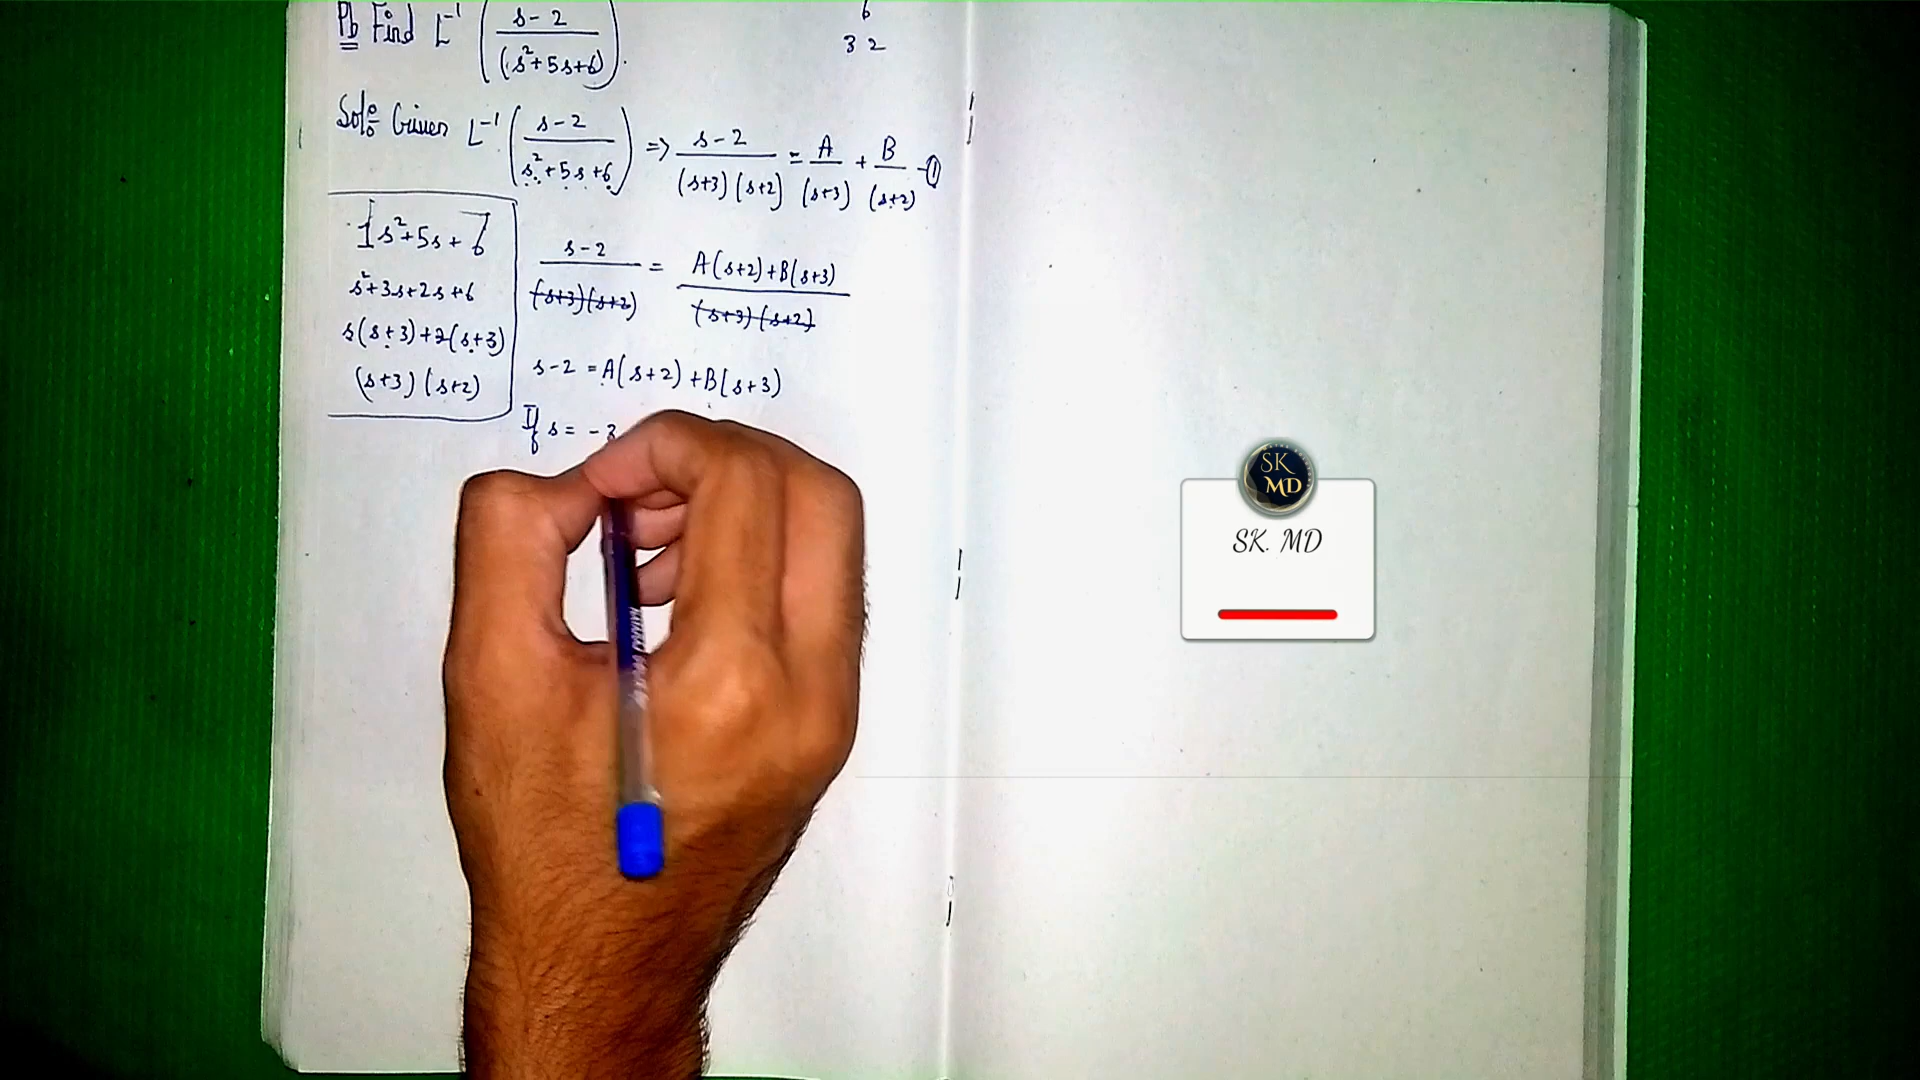 Pb Find L⁻¹ ( s-2 / (s²+5s+6) ).
6
3 2
Sol: Given L⁻¹ ( s-2 / s²+5s+6 ) => s-2 / (s+3)(s+2) = A / (s+3) + B / (s+2) -①
1s²+5s+6
s²+3s+2s+6
s(s+3)+2(s+3)
(s+3)(s+2)
s-2 / (s+3)(s+2) = A(s+2)+B(s+3) / (s+3)(s+2)
s-2 = A(s+2)+B(s+3)
If s = -3
SK
MD
SK. MD